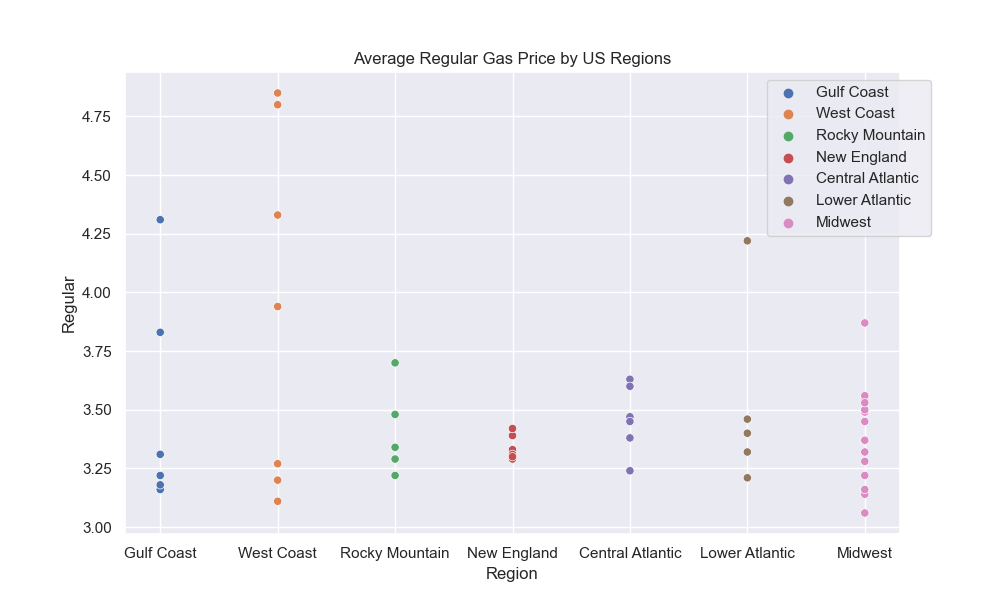 Average Regular Gas Price by US Regions
Gulf Coast
West Coast
Rocky Mountain
New England
Central Atlantic
Lower Atlantic
Midwest
4.75
4.50
4.25
4.00
3.75
3.50
3.25
3.00
Regular
Gulf Coast West Coast Rocky Mountain New England Central Atlantic Lower Atlantic Midwest
Region